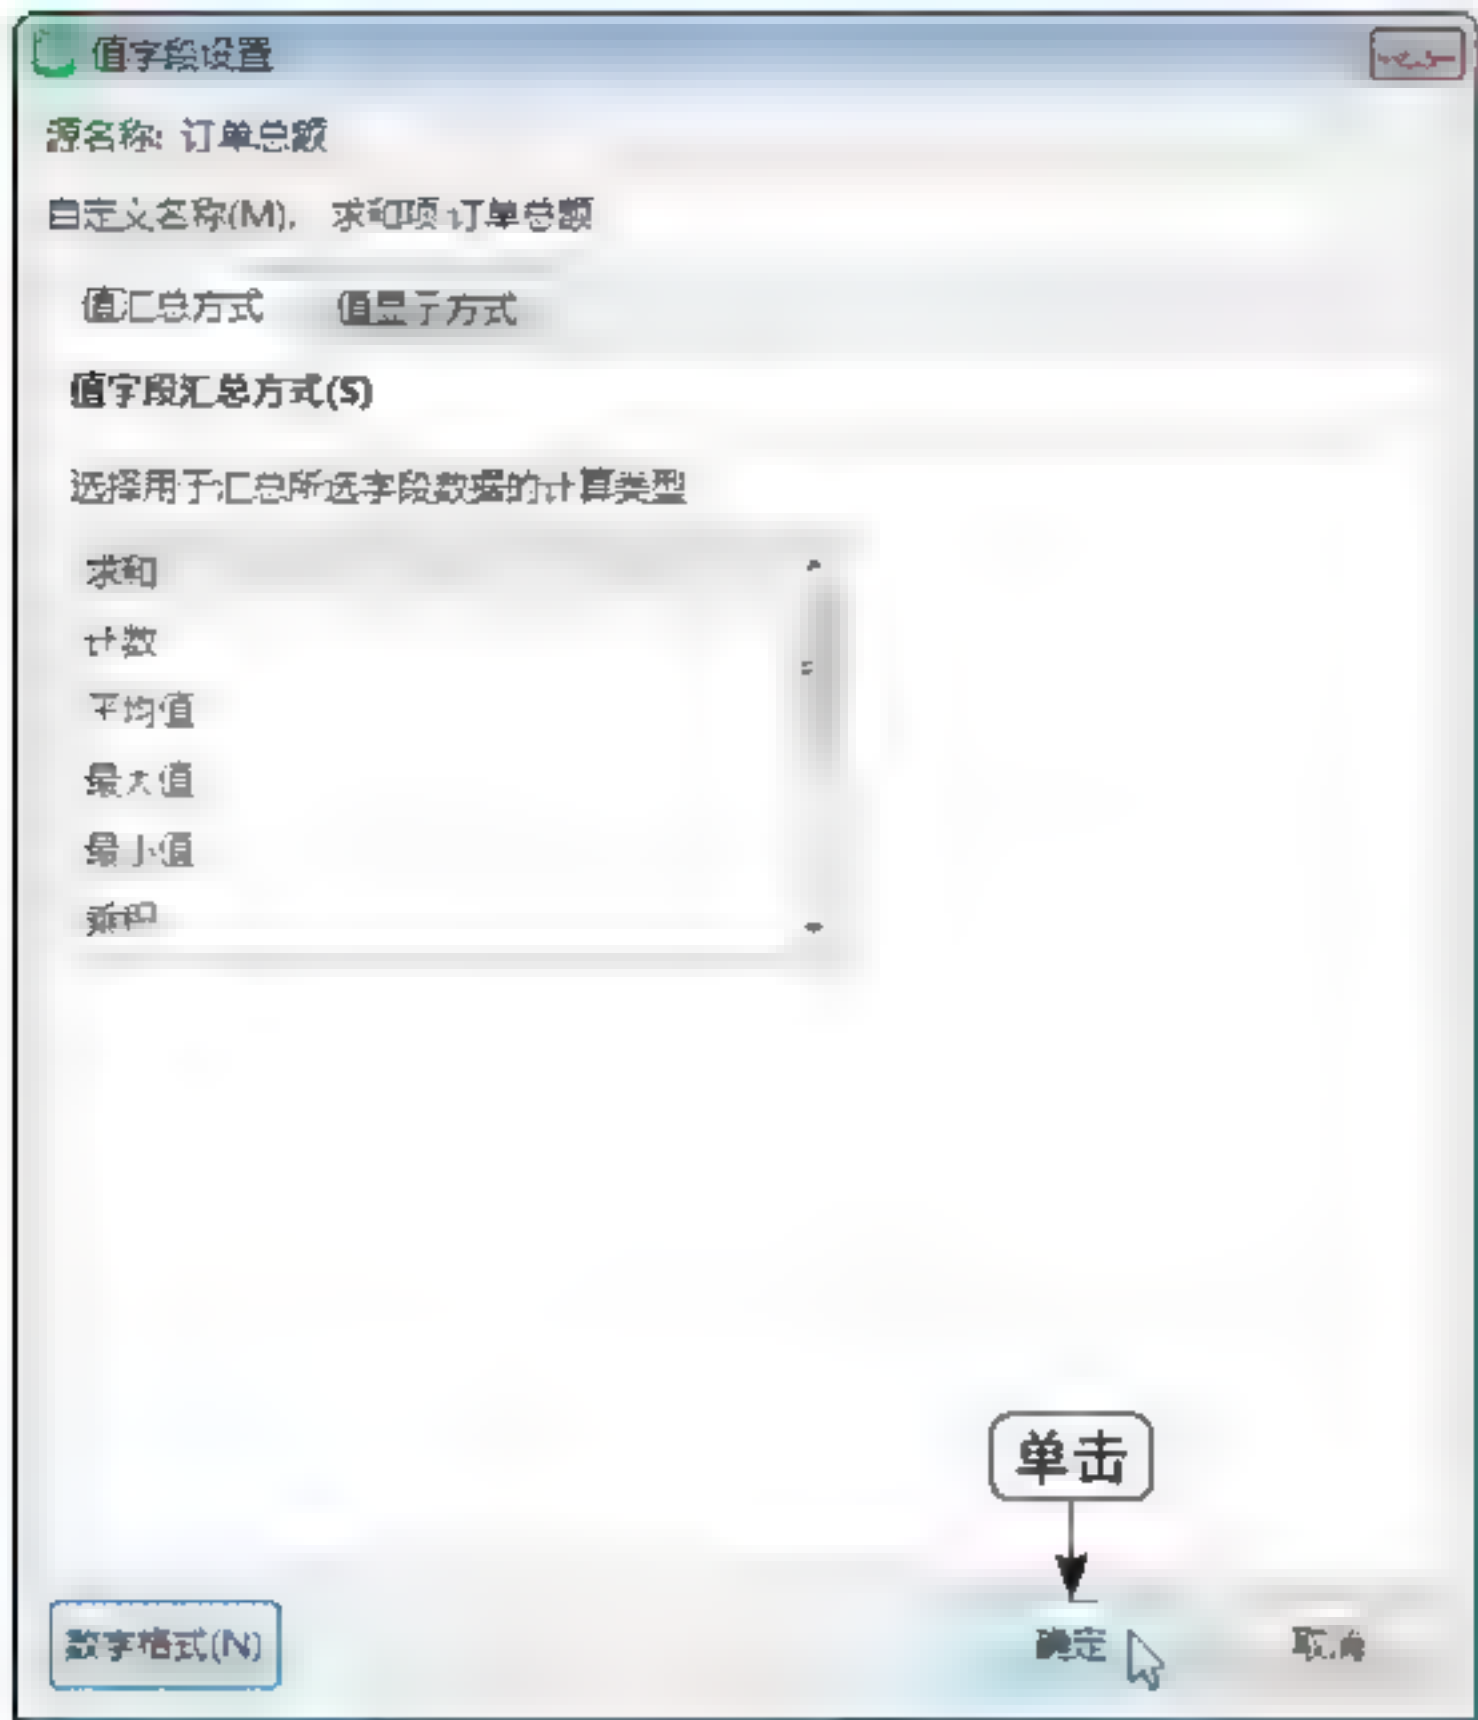 值字段设置
源名称: 订单总额
自定义名称(M), 求和项 订单总额
值汇总方式 值显示方式
值字段汇总方式(S)
选择用于汇总所选字段数据的计算类型
求和
计数
平均值
最大值
最小值
乘积
单击
数字格式(N) 确定 取消